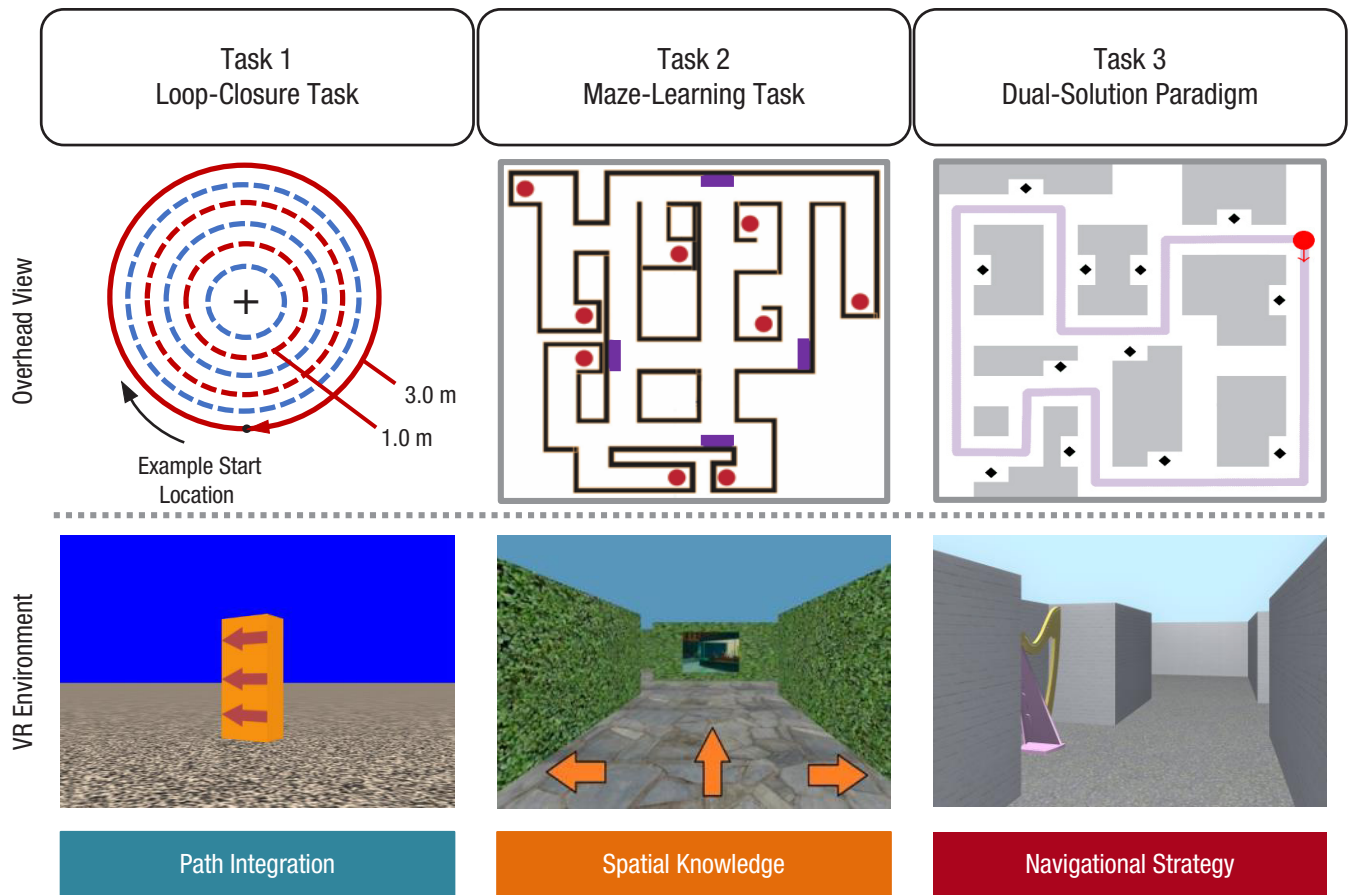 Task 1
Loop-Closure Task
Task 2
Maze-Learning Task
Task 3
Dual-Solution Paradigm
Overhead View
3.0 m
1.0 m
Example Start
Location
VR Environment
Path Integration
Spatial Knowledge
Navigational Strategy